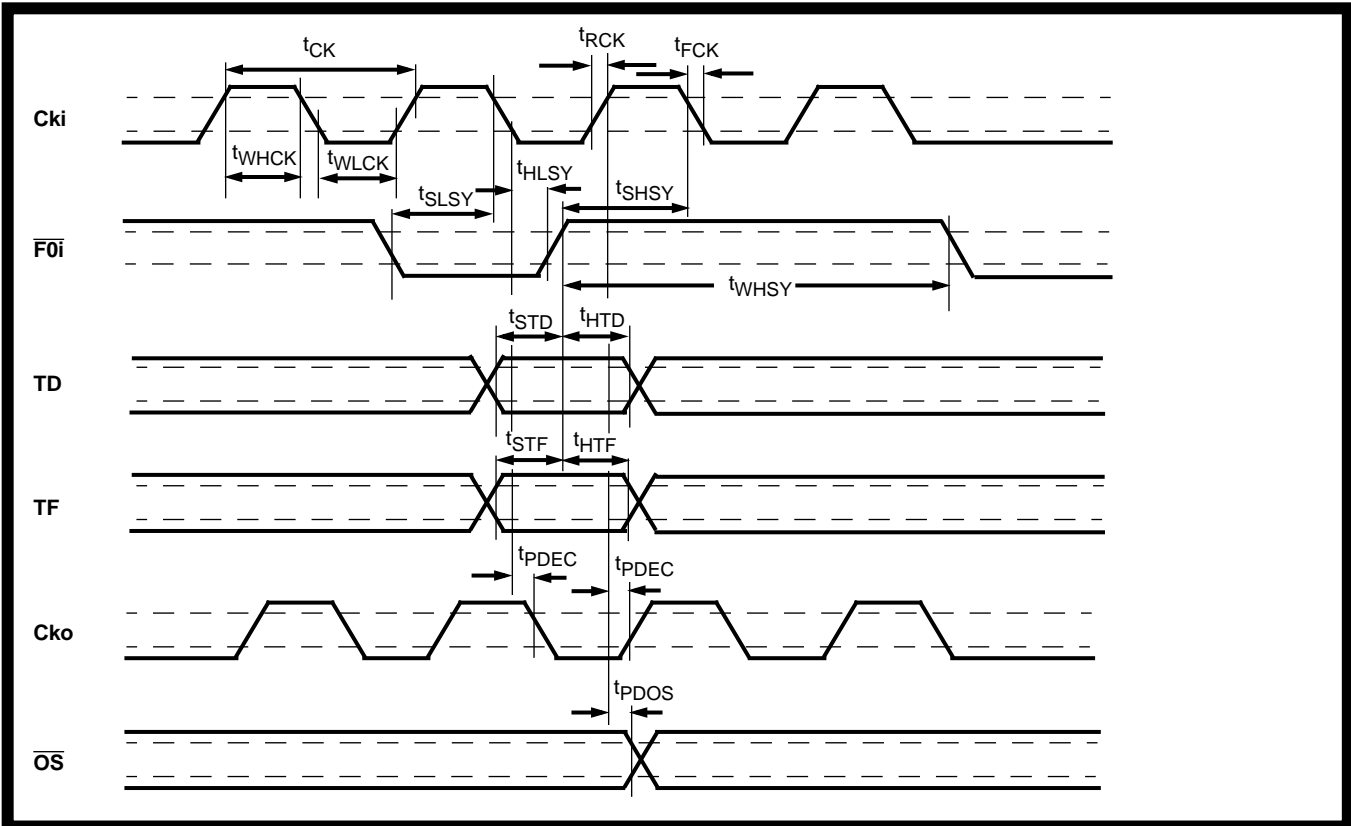 tCK
tRCK
tFCK
Cki
tWHCK
tWLCK
tHLSY
tSLSY
tSHSY
F0i
tWHSY
tSTD
tHTD
TD
tSTF
tHTF
TF
tPDEC
tPDEC
Cko
tPDOS
OS